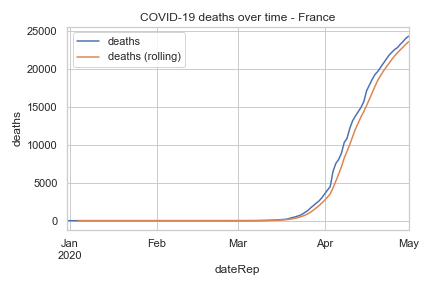 COVID-19 deaths over time - France
deaths
deaths (rolling)
25000
20000
15000
10000
5000
0
deaths
Jan Feb Mar Apr May
2020
dateRep